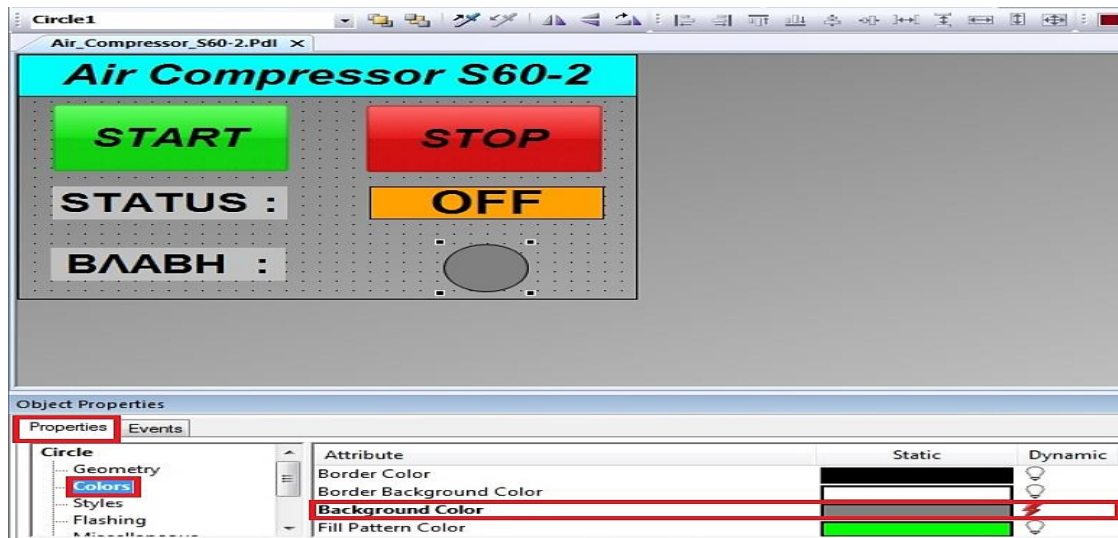 Circle1
Air_Compressor_S60-2.Pdl ×
Air Compressor S60-2
START STOP
STATUS : OFF
ΒΛΑΒΗ :
Object Properties
Properties Events
Circle Attribute Static Dynamic
Geometry Border Color
Colors Border Background Color
Styles Background Color
Flashing Fill Pattern Color